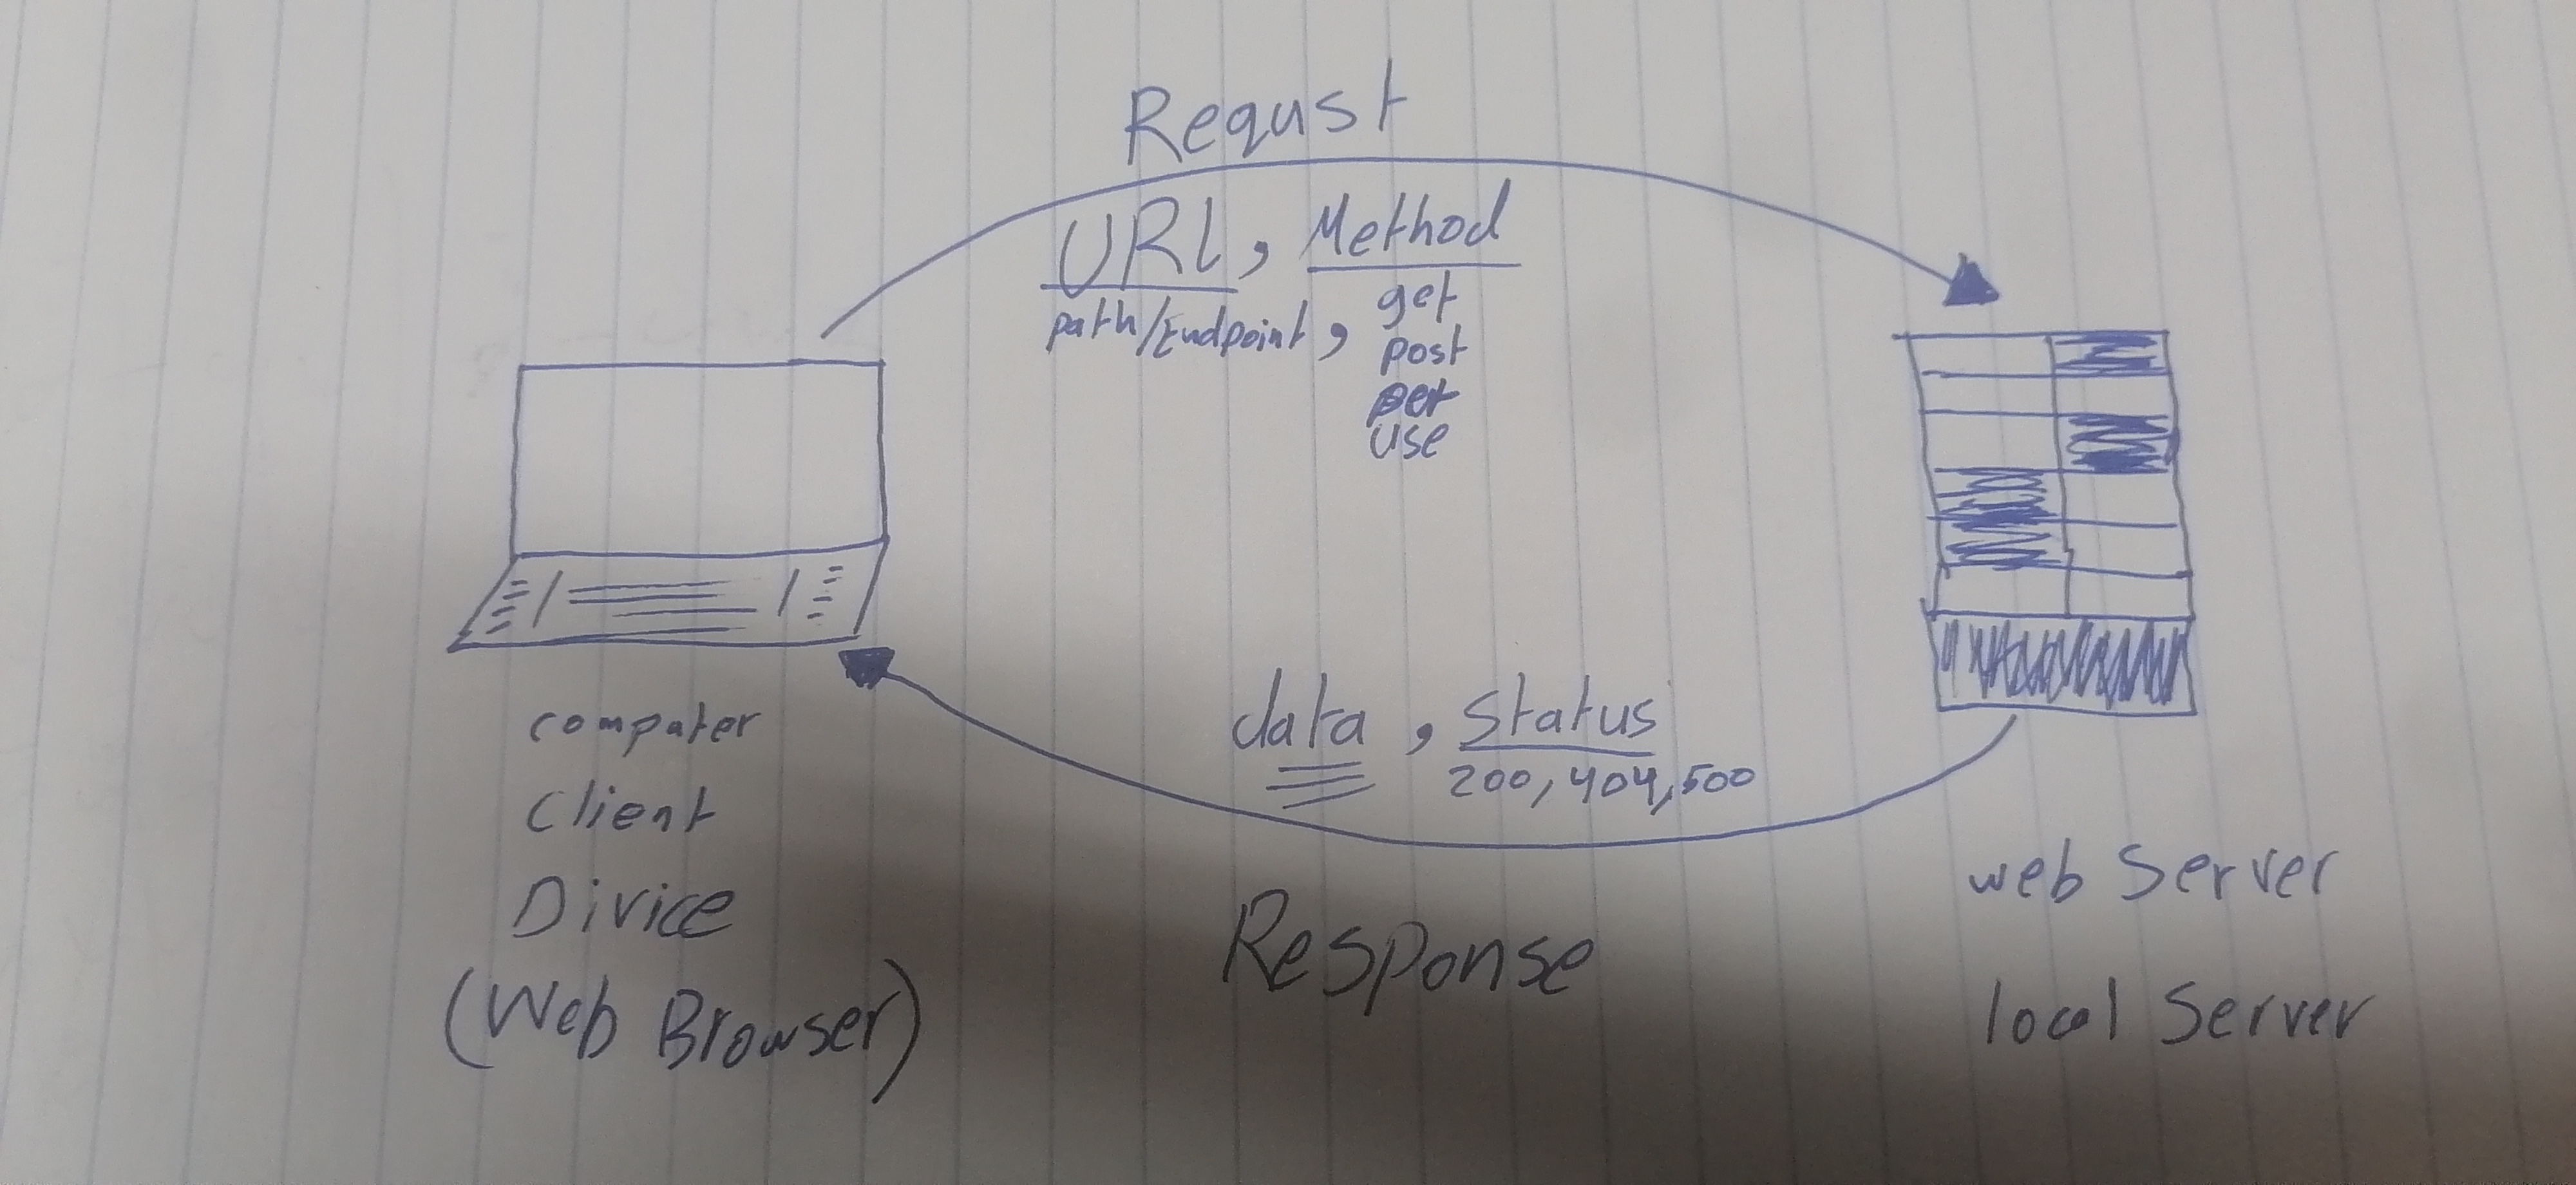 Requst
URL, Method
path/Endpoint, get
post
pet
use
data, Status
200, 404, 500
Response
computer
Client
Divice
(Web Browser)
web Server
local Server